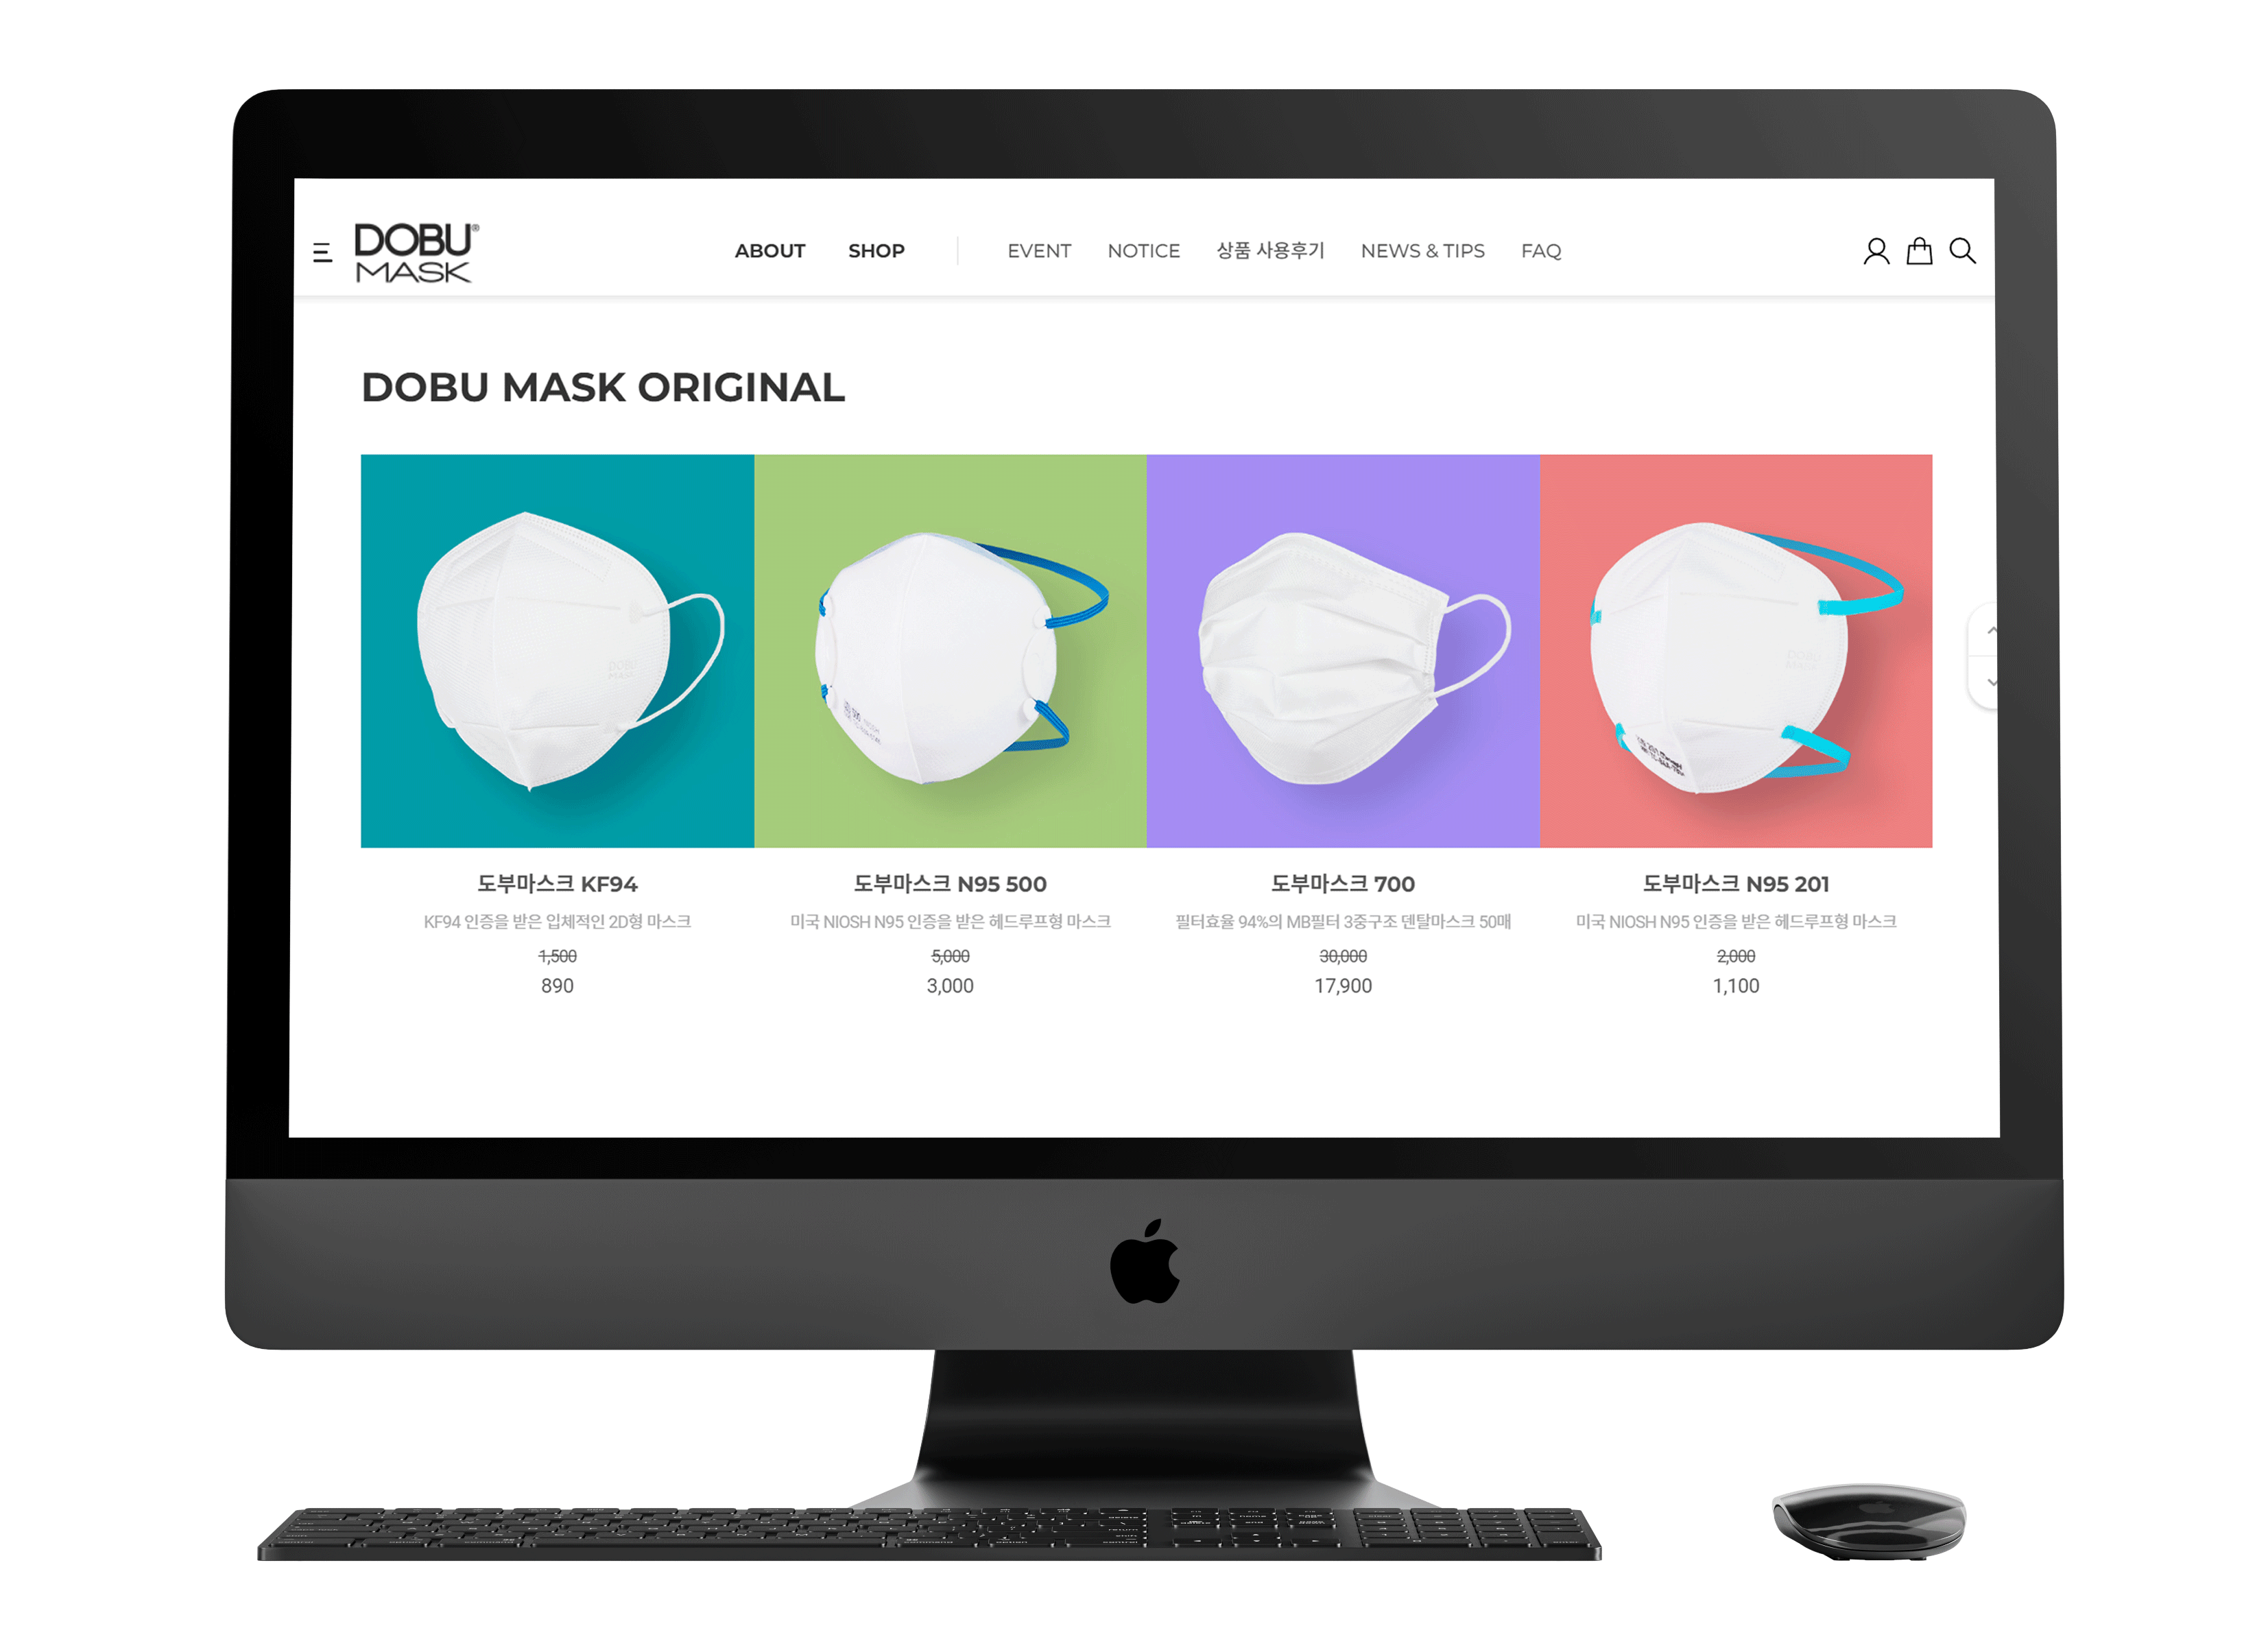 DOBU®
MASK
ABOUT SHOP EVENT NOTICE 상품 사용후기 NEWS & TIPS FAQ
DOBU MASK ORIGINAL
DOBU
MASK
DOBU
MASK
도부마스크 KF94
KF94 인증을 받은 입체적인 2D형 마스크
1,500
890
도부마스크 N95 500
미국 NIOSH N95 인증을 받은 헤드루프형 마스크
5,000
3,000
도부마스크 700
필터효율 94%의 MB필터 3중구조 덴탈마스크 50매
30,000
17,900
도부마스크 N95 201
미국 NIOSH N95 인증을 받은 헤드루프형 마스크
2,000
1,100